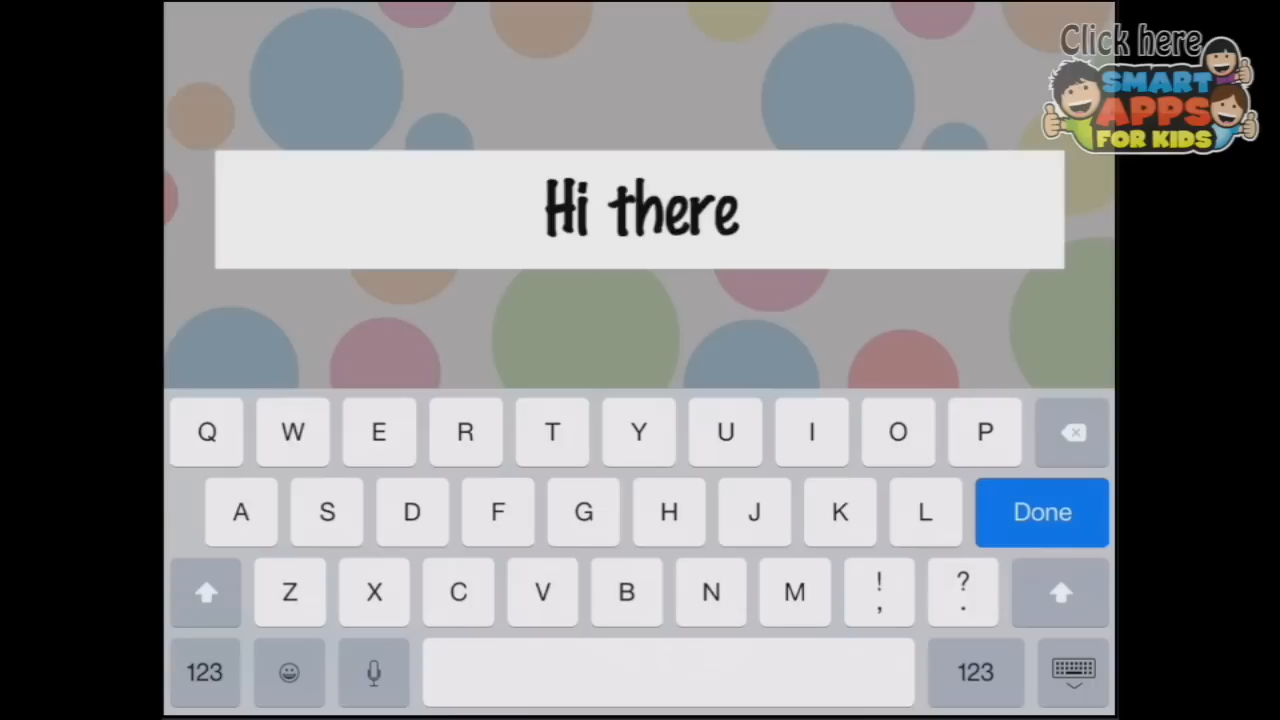 Click here
SMART
APPS
FOR KIDS
Hi there
Q W E R T Y U I O P
A S D F G H J K L Done
Z X C V B N M ! , ? .
123 123